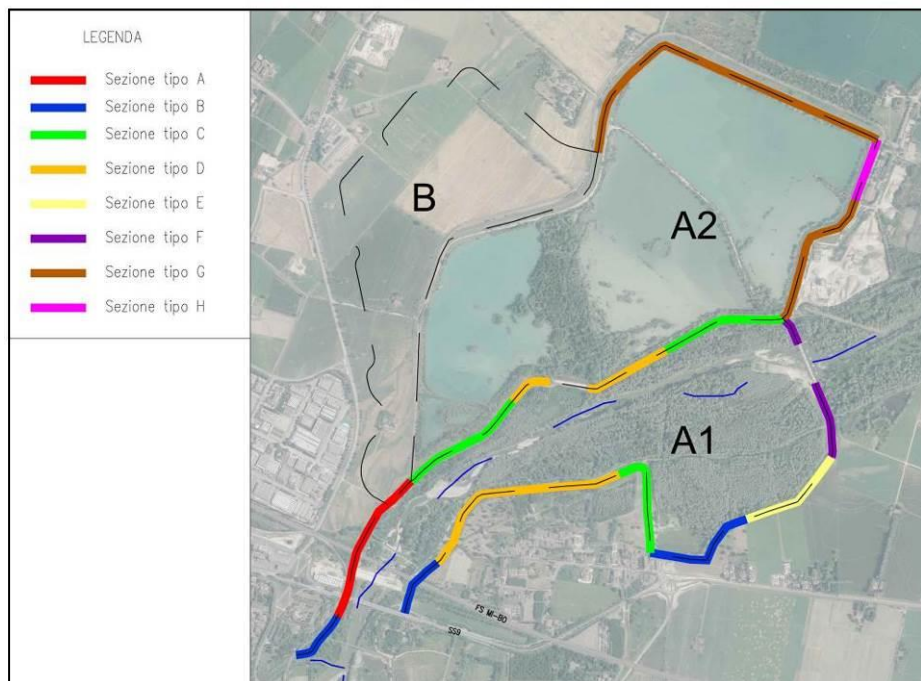 LEGENDA
Sezione tipo A
Sezione tipo B
Sezione tipo C
Sezione tipo D
Sezione tipo E
Sezione tipo F
Sezione tipo G
Sezione tipo H
B
A2
A1
FS MI-BO
SS9